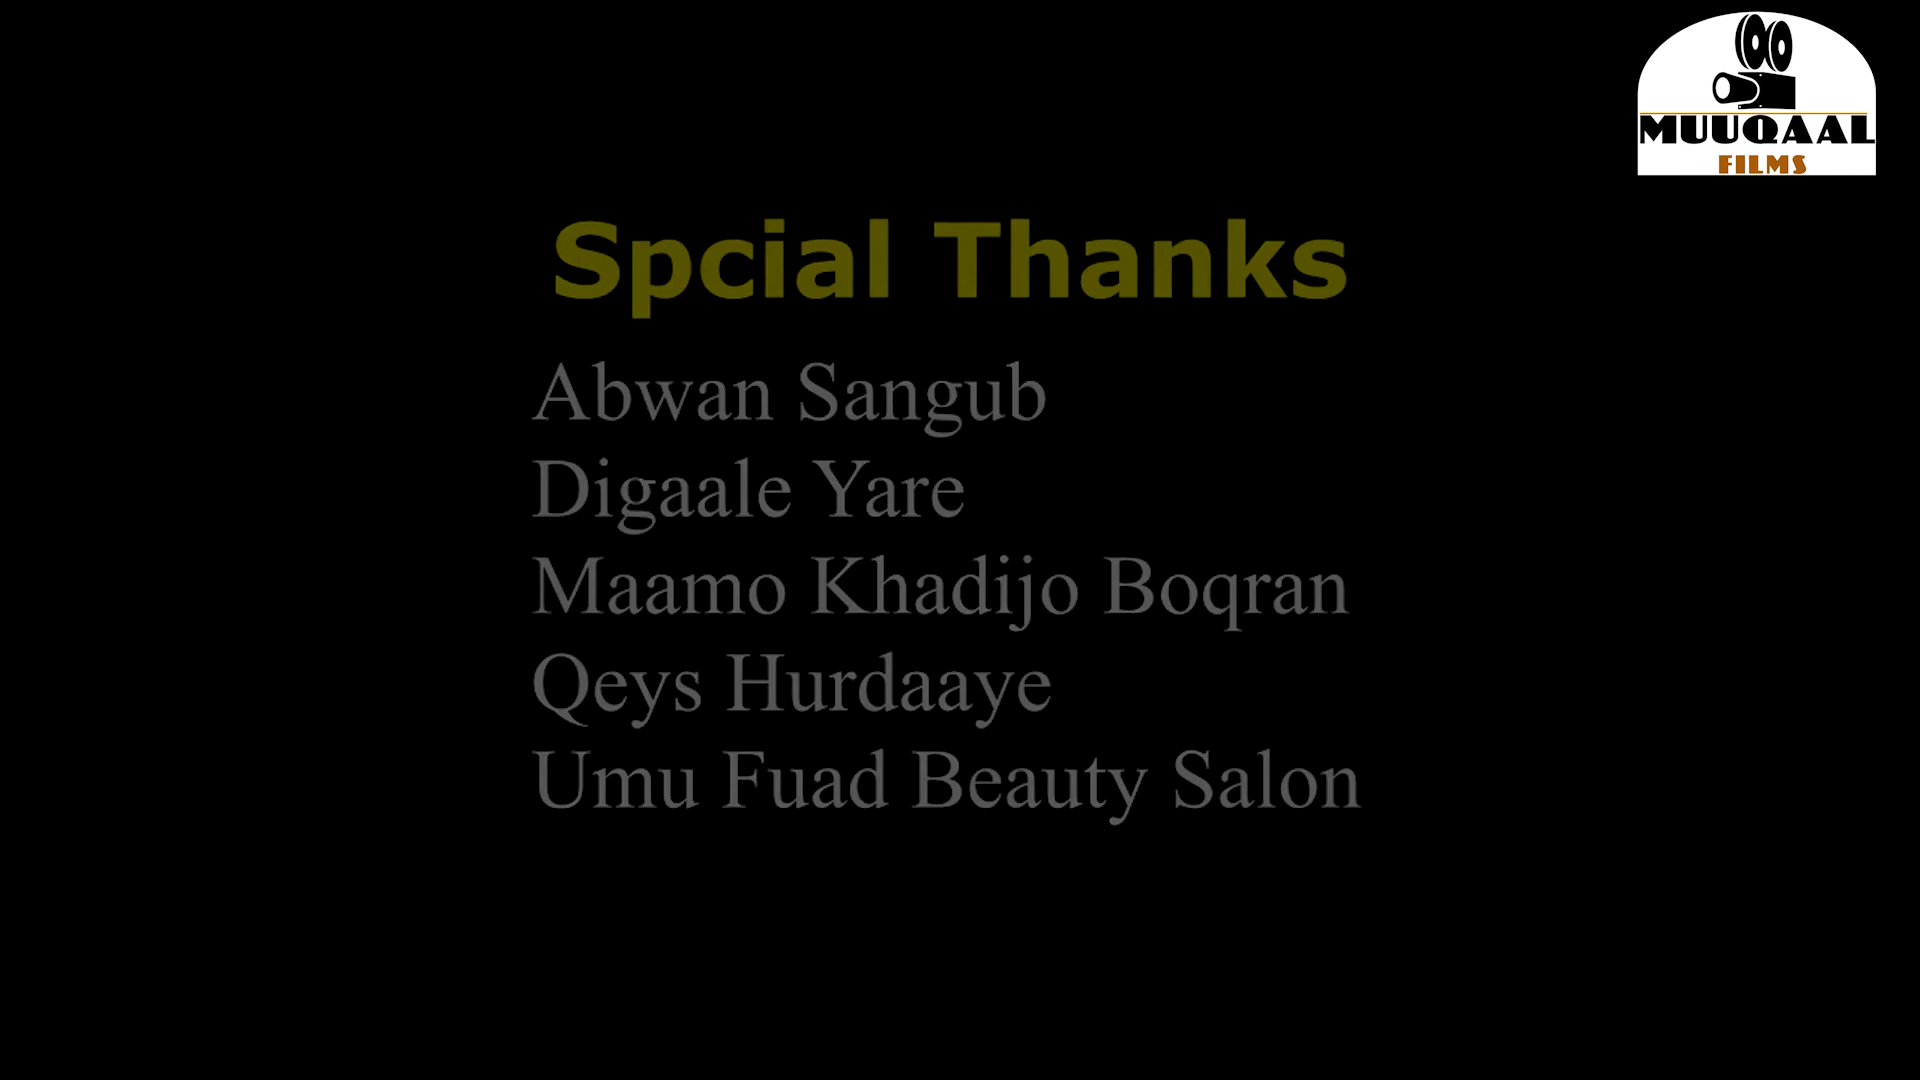 MUUQAAL
FILMS
Spcial Thanks
Abwan Sangub
Digaale Yare
Maamo Khadijo Boqran
Qeys Hurdaaye
Umu Fuad Beauty Salon